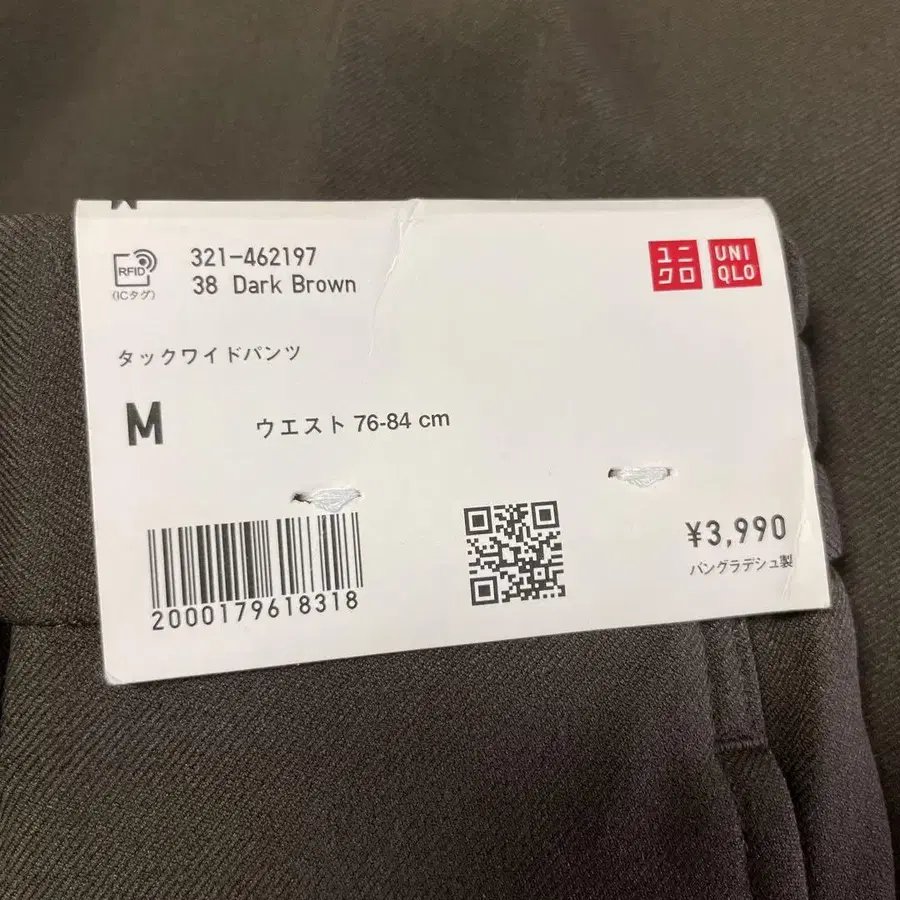 321-462197
38 Dark Brown
RFID
(ICタグ)
ユニ
クロ
UNI
QLO
タックワイドパンツ
M
ウエスト 76-84 cm
2000179618318
¥3,990
バングラデシュ製